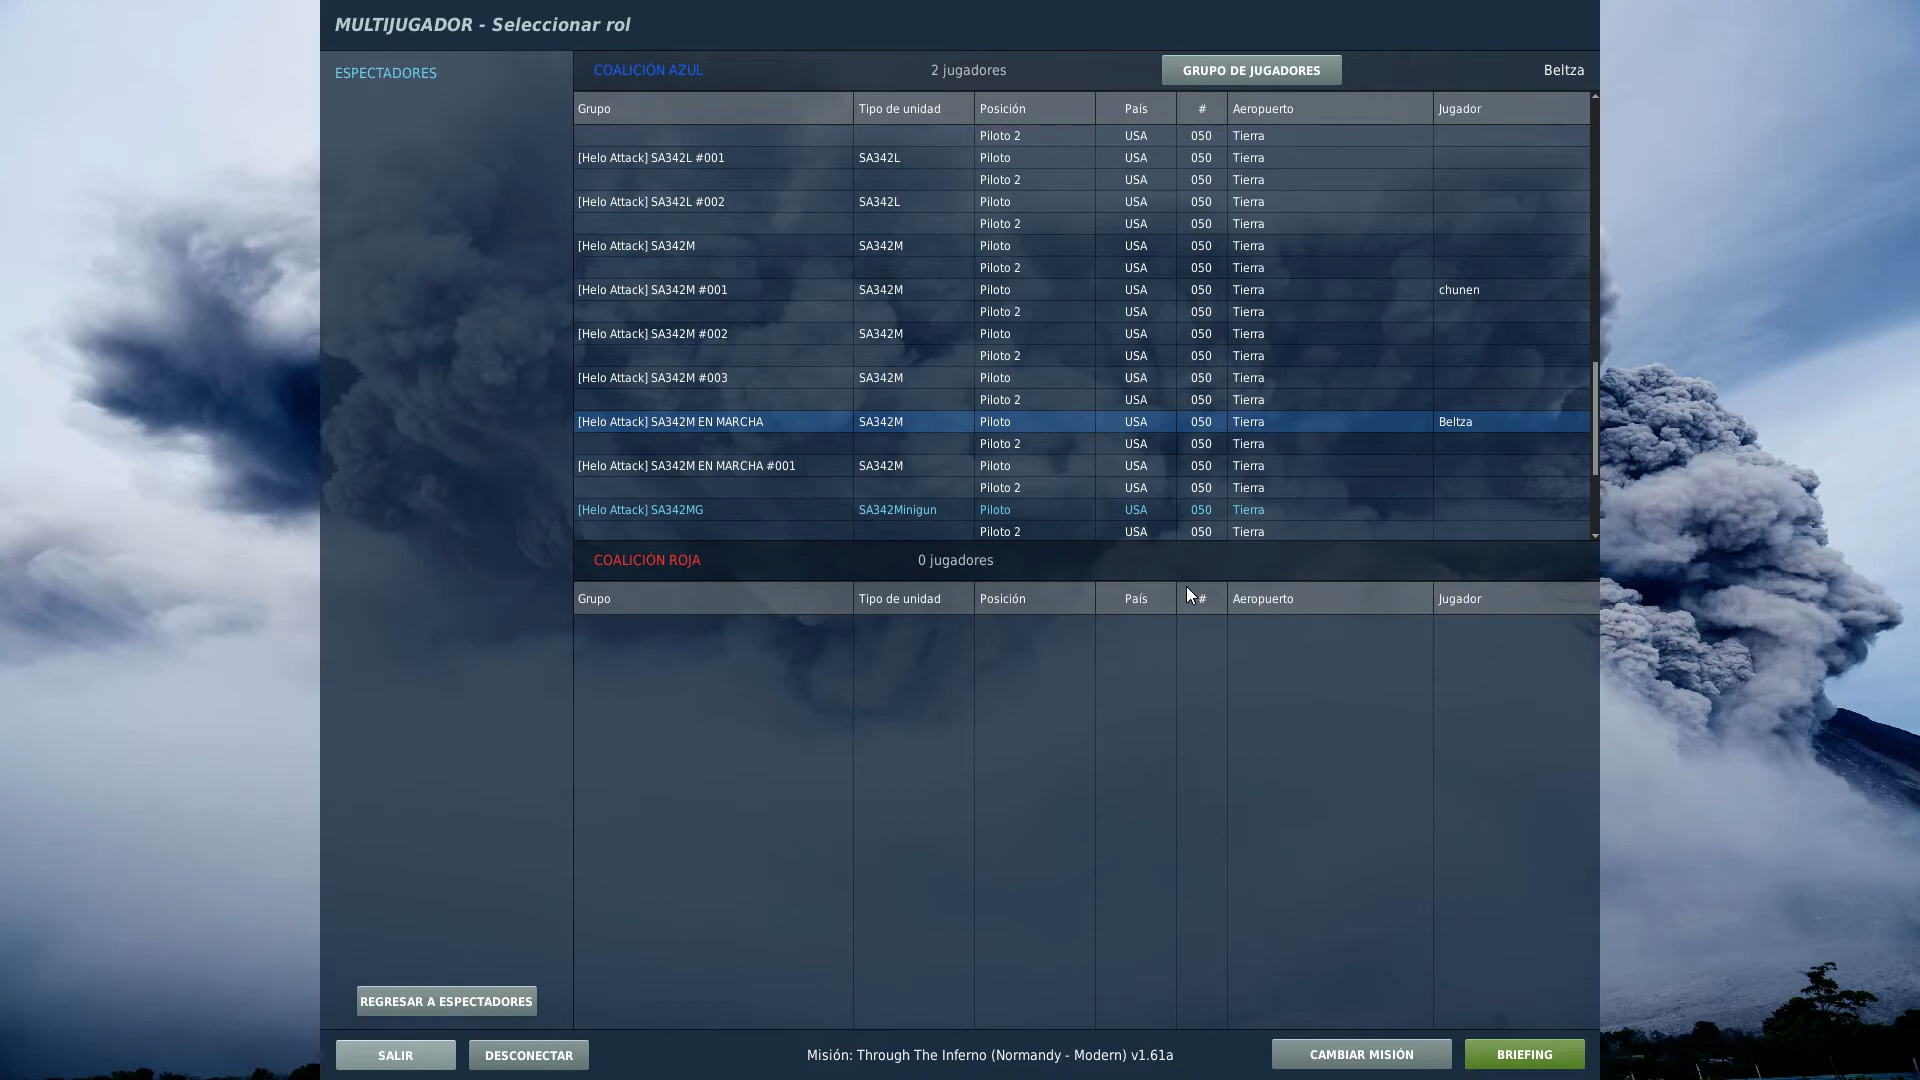 MULTIJUGADOR - Seleccionar rol
ESPECTADORES
COALICIÓN AZUL 2 jugadores GRUPO DE JUGADORES Beltza
Grupo Tipo de unidad Posición País # Aeropuerto Jugador
Piloto 2 USA 050 Tierra
[Helo Attack] SA342L #001 SA342L Piloto USA 050 Tierra
Piloto 2 USA 050 Tierra
[Helo Attack] SA342L #002 SA342L Piloto USA 050 Tierra
Piloto 2 USA 050 Tierra
[Helo Attack] SA342M SA342M Piloto USA 050 Tierra
Piloto 2 USA 050 Tierra
[Helo Attack] SA342M #001 SA342M Piloto USA 050 Tierra chunen
Piloto 2 USA 050 Tierra
[Helo Attack] SA342M #002 SA342M Piloto USA 050 Tierra
Piloto 2 USA 050 Tierra
[Helo Attack] SA342M #003 SA342M Piloto USA 050 Tierra
Piloto 2 USA 050 Tierra
[Helo Attack] SA342M EN MARCHA SA342M Piloto USA 050 Tierra Beltza
Piloto 2 USA 050 Tierra
[Helo Attack] SA342M EN MARCHA #001 SA342M Piloto USA 050 Tierra
Piloto 2 USA 050 Tierra
[Helo Attack] SA342MG SA342Minigun Piloto USA 050 Tierra
Piloto 2 USA 050 Tierra
COALICIÓN ROJA 0 jugadores
Grupo Tipo de unidad Posición País # Aeropuerto Jugador
REGRESAR A ESPECTADORES
SALIR DESCONECTAR Misión: Through The Inferno (Normandy - Modern) v1.61a CAMBIAR MISIÓN BRIEFING